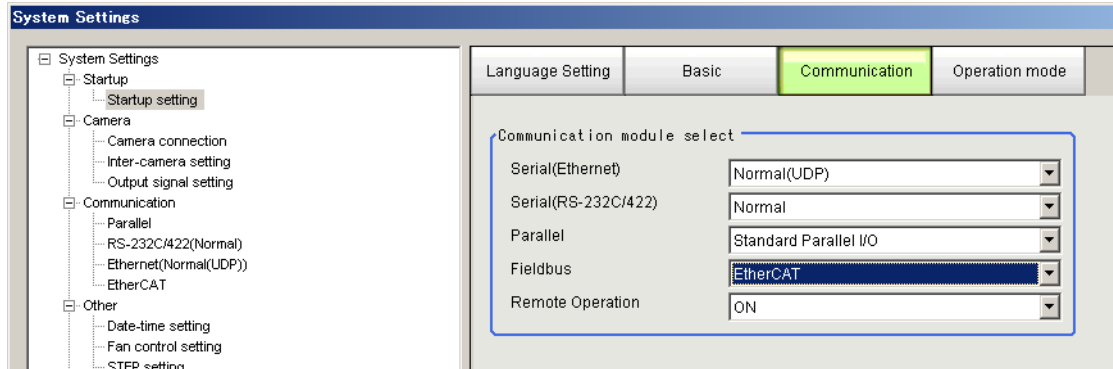 System Settings
System Settings
Startup
Startup setting
Camera
Camera connection
Inter-camera setting
Output signal setting
Communication
Parallel
RS-232C/422(Normal)
Ethernet(Normal(UDP))
EtherCAT
Other
Date-time setting
Fan control setting
STEP setting
Language Setting
Basic
Communication
Operation mode
Communication module select
Serial(Ethernet) Normal(UDP)
Serial(RS-232C/422) Normal
Parallel Standard Parallel I/O
Fieldbus EtherCAT
Remote Operation ON